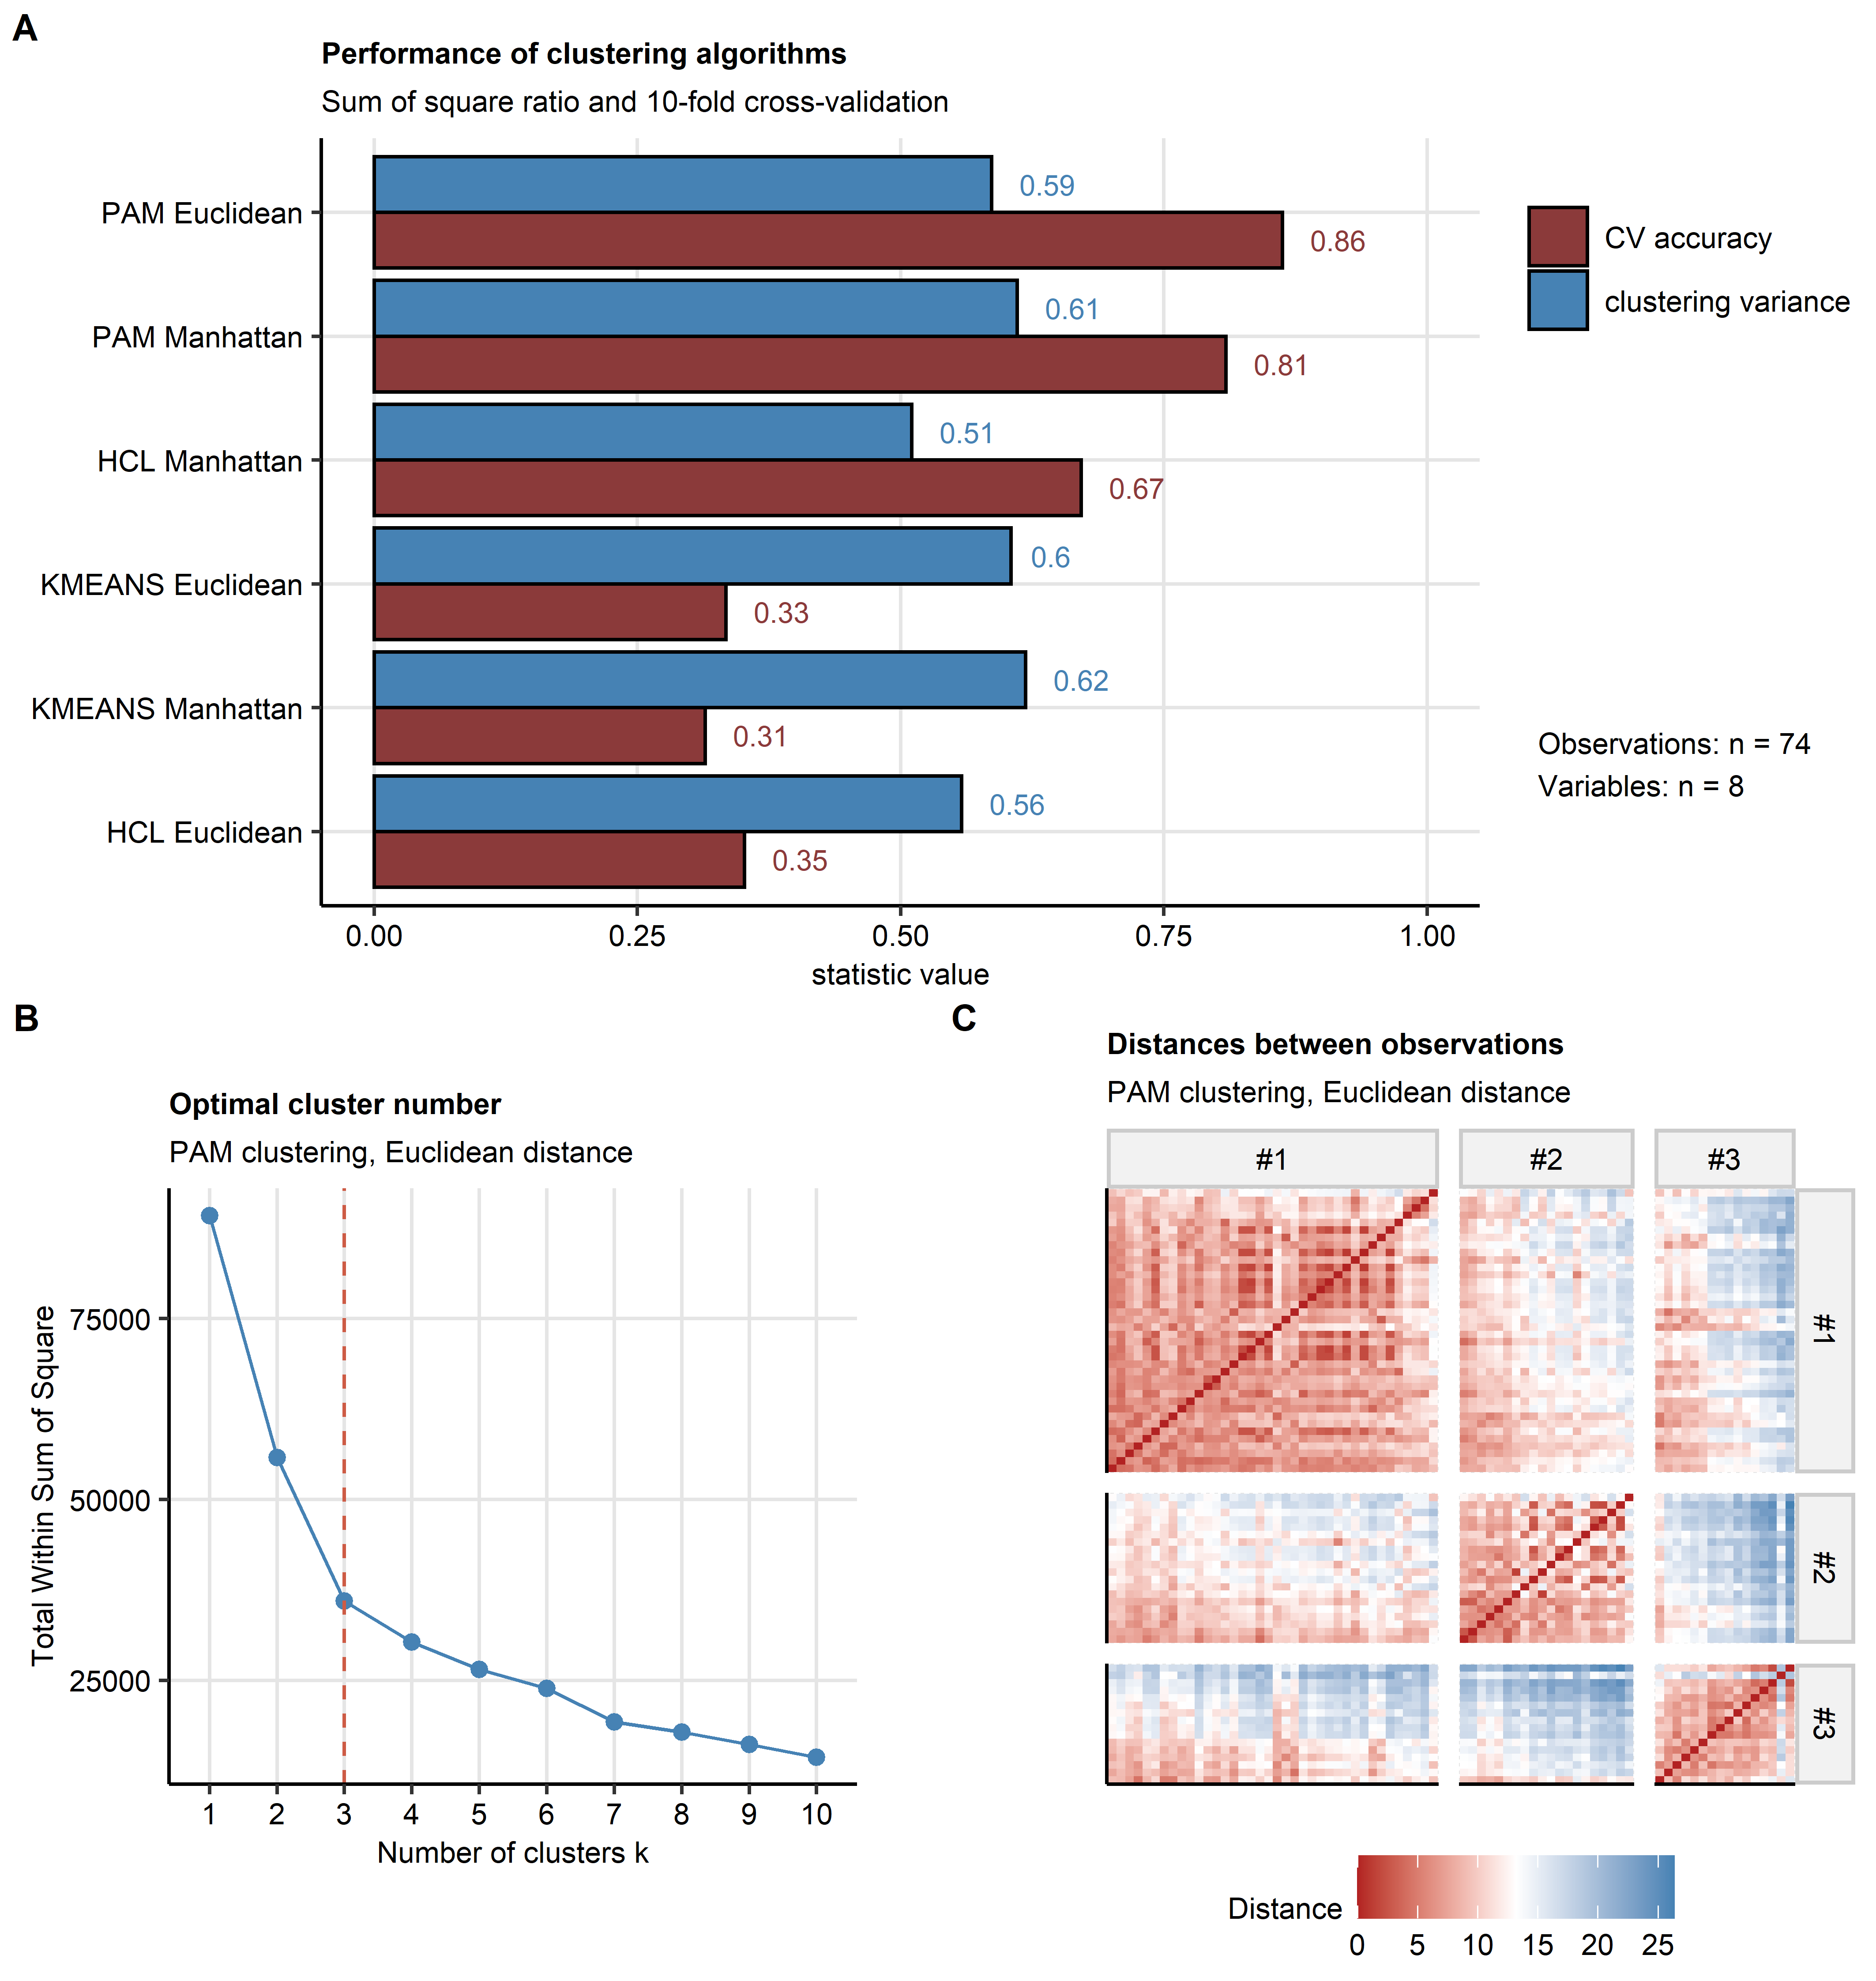 A
Performance of clustering algorithms
Sum of square ratio and 10-fold cross-validation
PAM Euclidean
0.59
0.86
PAM Manhattan
0.61
0.81
HCL Manhattan
0.51
0.67
KMEANS Euclidean
0.6
0.33
KMEANS Manhattan
0.62
0.31
HCL Euclidean
0.56
0.35
0.00 0.25 0.50 0.75 1.00
statistic value
CV accuracy
clustering variance
Observations: n = 74
Variables: n = 8
B
Optimal cluster number
PAM clustering, Euclidean distance
Total Within Sum of Square
75000
50000
25000
1 2 3 4 5 6 7 8 9 10
Number of clusters k
C
Distances between observations
PAM clustering, Euclidean distance
#1 #2 #3
#1
#2
#3
Distance
0 5 10 15 20 25